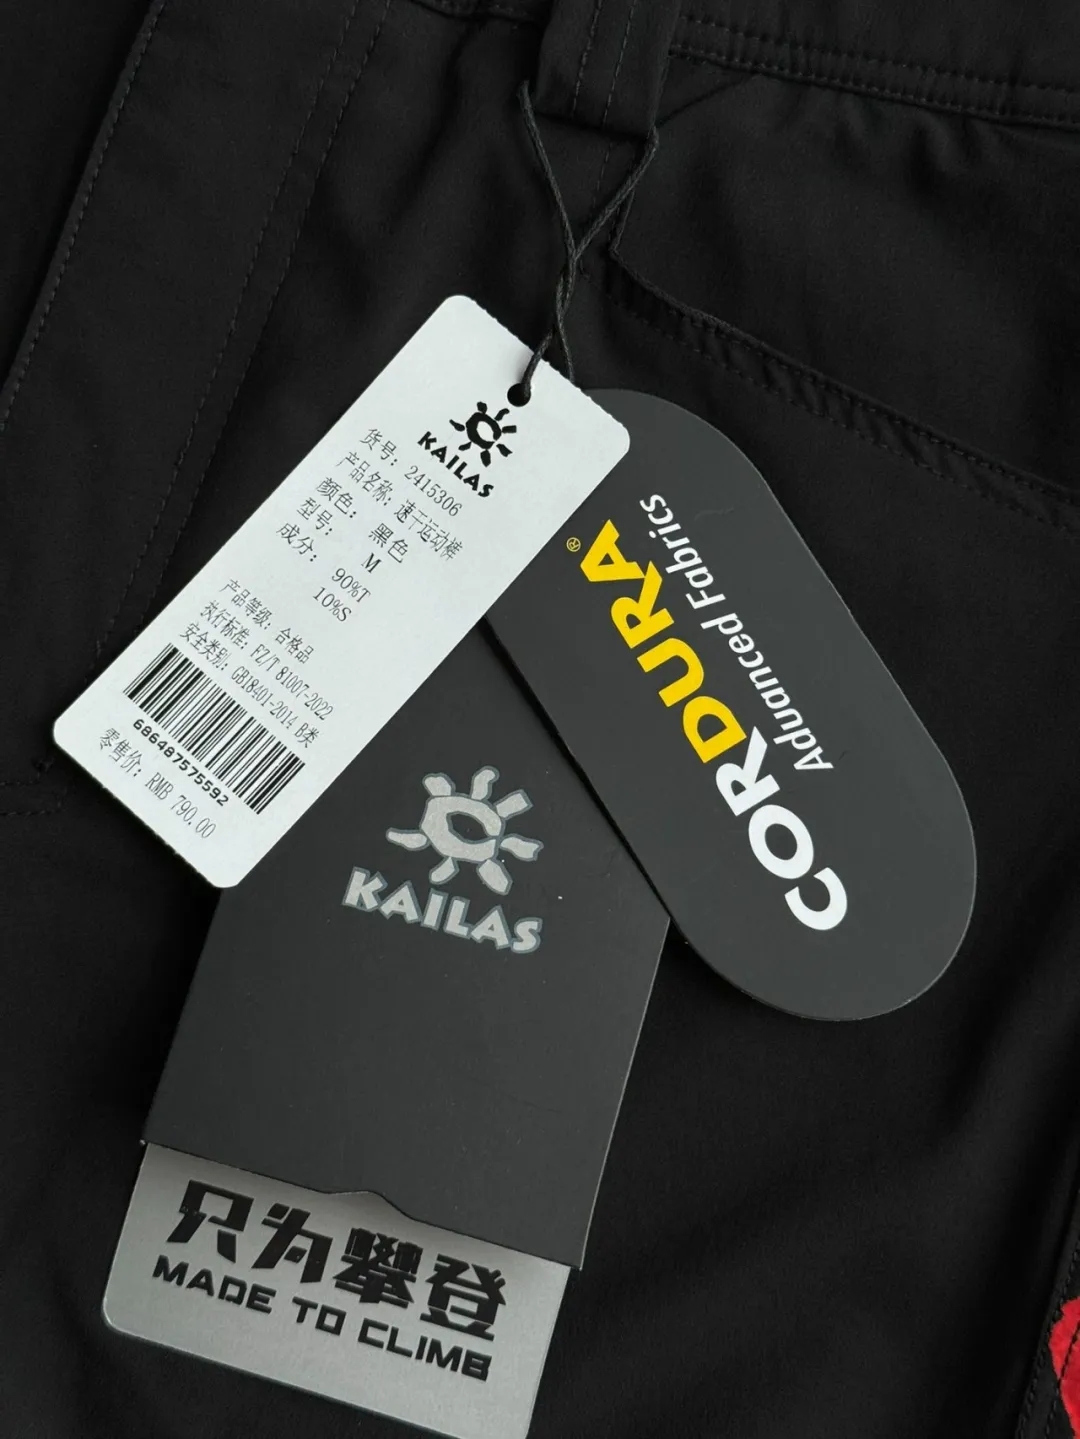 KAILAS
货号: 2415306
产品名称: 速干运动裤
颜色: 黑色
型号: M
成分: 90%T
10%S
产品等级: 合格品
执行标准: FZ/T 81007-2022
安全类别: GB18401-2014 B类
686487575592
零售价: RMB 790.00
CORDURA®
Advanced Fabrics
KAILAS
只为攀登
MADE TO CLIMB